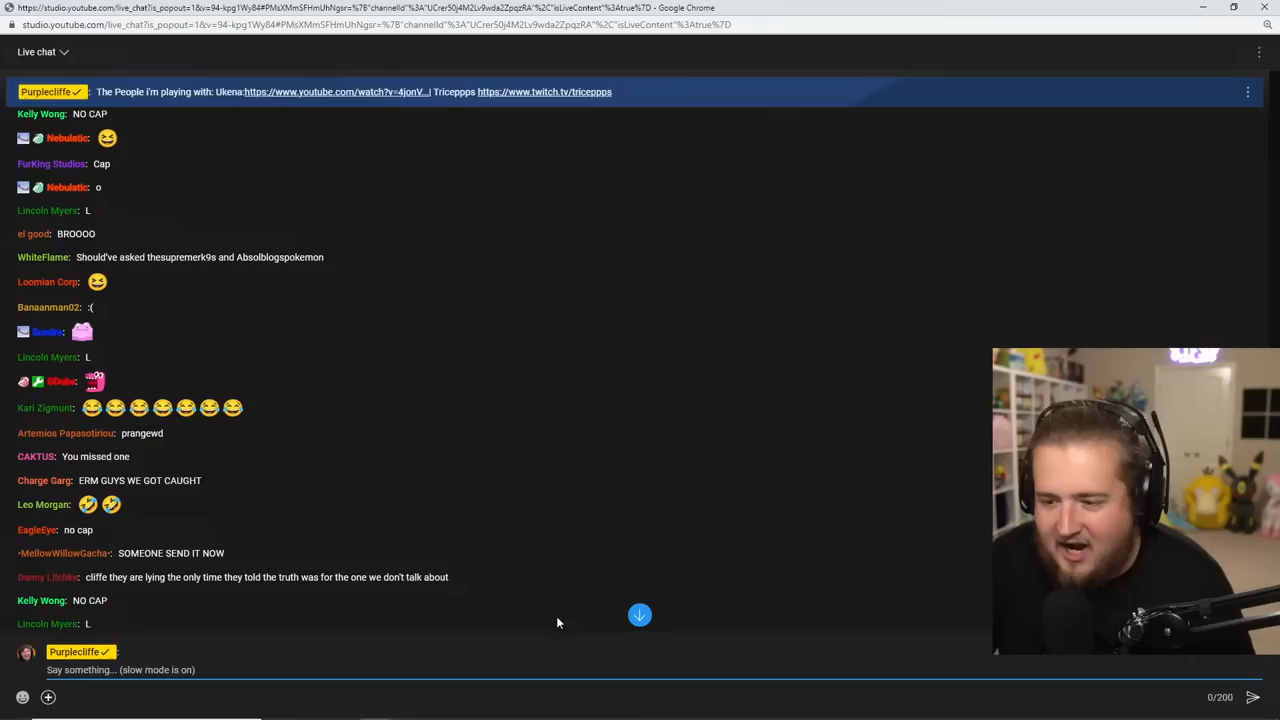 https://studio.youtube.com/live_chat?is_popout=1&v=94-kpg1Wy84#PMsXMmSFHmUhNgsr=%7B"channelId"%3A"UCrer50j4M2Lv9wda2ZpqzRA"%2C"isLiveContent"%3Atrue%7D - Google Chrome
studio.youtube.com/live_chat?is_popout=1&v=94-kpg1Wy84#PMsXMmSFHmUhNgsr=%7B"channelId"%3A"UCrer50j4M2Lv9wda2ZpqzRA"%2C"isLiveContent"%3Atrue%7D
Live chat
Purplecliffe : The People i'm playing with: Ukena:https://www.youtube.com/watch?v=4jonV...| Triceppps https://www.twitch.tv/triceppps
Kelly Wong: NO CAP
Nebulatic:
FurKing Studios: Cap
Nebulatic: o
Lincoln Myers: L
el good: BROOOO
WhiteFlame: Should've asked thesupremerk9s and Absolblogspokemon
Loomian Corp:
Banaanman02: :(
Sondre:
Lincoln Myers: L
Kari Zigmunt:
Artemios Papasotiriou: prangewd
CAKTUS: You missed one
Charge Garg: ERM GUYS WE GOT CAUGHT
Leo Morgan:
EagleEye: no cap
•MellowWillowGacha•: SOMEONE SEND IT NOW
Danny Litchke: cliffe they are lying the only time they told the truth was for the one we don't talk about
Kelly Wong: NO CAP
Lincoln Myers: L
Purplecliffe :
Say something... (slow mode is on)
0/200